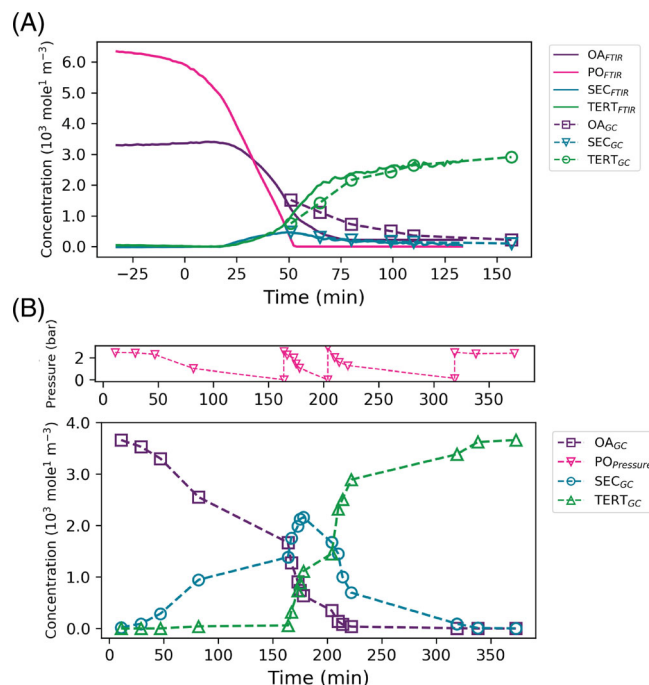 (A)
Concentration (10³ mole¹ m⁻³)
6.0
5.0
4.0
3.0
2.0
1.0
0.0
−25
0
25
50
75
100
125
150
Time (min)
OA_FTIR
PO_FTIR
SEC_FTIR
TERT_FTIR
OA_GC
SEC_GC
TERT_GC
(B)
Pressure (bar)
2
0
0
50
100
150
200
250
300
350
Concentration (10³ mole¹ m⁻³)
4.0
3.0
2.0
1.0
0.0
0
50
100
150
200
250
300
350
Time (min)
OA_GC
PO_Pressure
SEC_GC
TERT_GC